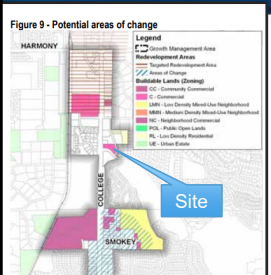 Figure 9 - Potential areas of change
HARMONY
Legend
Growth Management Area
Redevelopment Areas
Targeted Redevelopment Area
Areas of Change
Buildable Lands (Zoning)
CC - Community Commercial
C - Commercial
LMN - Low Density Mixed-Use Neighborhood
MMN - Medium Density Mixed-Use Neighborhood
NC - Neighborhood Commercial
POL - Public Open Lands
RL - Low Density Residential
UE - Urban Estate
Site
COLLEGE
SMOKEY